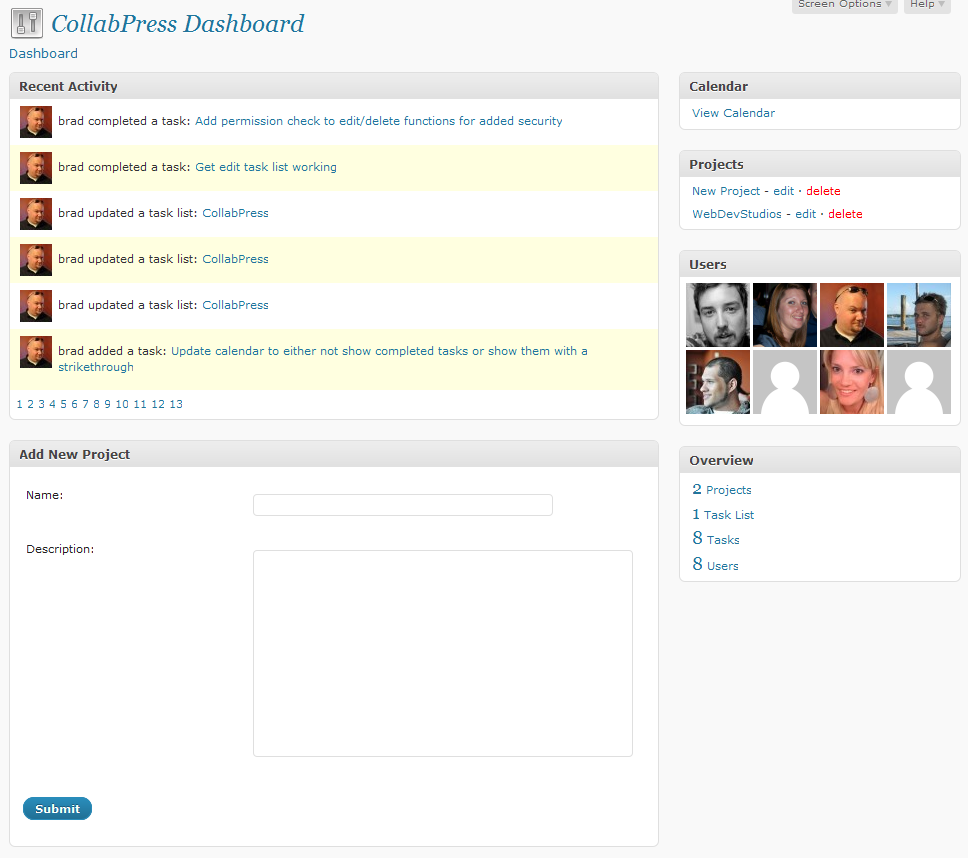 Screen Options ▼ Help ▼
CollabPress Dashboard
Dashboard
Recent Activity
brad completed a task: Add permission check to edit/delete functions for added security
brad completed a task: Get edit task list working
brad updated a task list: CollabPress
brad updated a task list: CollabPress
brad updated a task list: CollabPress
brad added a task: Update calendar to either not show completed tasks or show them with a
strikethrough
1 2 3 4 5 6 7 8 9 10 11 12 13
Add New Project
Name:
Description:
Submit
Calendar
View Calendar
Projects
New Project - edit · delete
WebDevStudios - edit · delete
Users
Overview
2 Projects
1 Task List
8 Tasks
8 Users